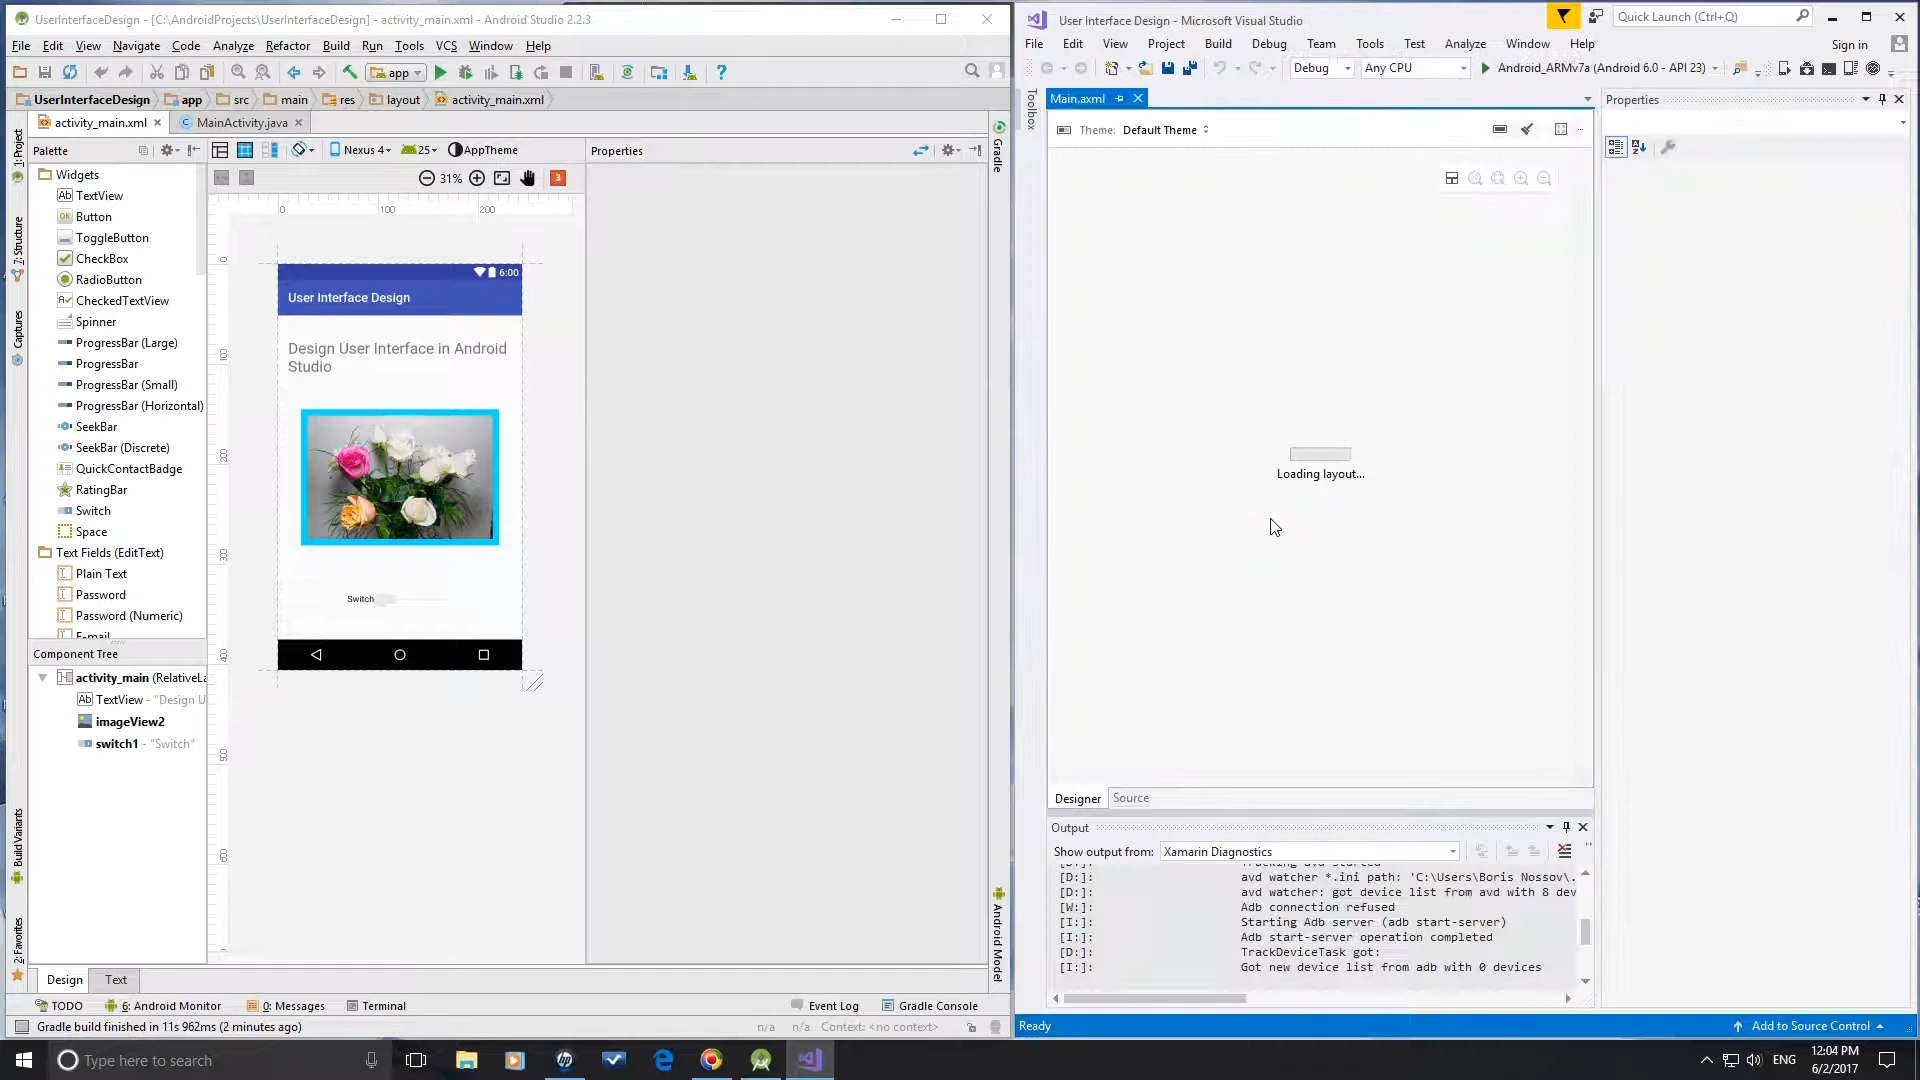 UserInterfaceDesign - [C:\AndroidProjects\UserInterfaceDesign] - activity_main.xml - Android Studio 2.2.3
File Edit View Navigate Code Analyze Refactor Build Run Tools VCS Window Help
app
UserInterfaceDesign app src main res layout activity_main.xml
activity_main.xml MainActivity.java
1: Project
7: Structure
Captures
Build Variants
2: Favorites
Palette
Widgets
TextView
Button
ToggleButton
CheckBox
RadioButton
CheckedTextView
Spinner
ProgressBar (Large)
ProgressBar
ProgressBar (Small)
ProgressBar (Horizontal)
SeekBar
SeekBar (Discrete)
QuickContactBadge
RatingBar
Switch
Space
Text Fields (EditText)
Plain Text
Password
Password (Numeric)
E-mail
Component Tree
activity_main (RelativeLa
TextView - "Design U
imageView2
switch1 - "Switch"
Nexus 4 25 AppTheme
31% 3
0 100 200
0
100
200
300
400
500
600
6:00
User Interface Design
Design User Interface in Android
Studio
Switch
Properties
Gradle
Android Model
Design Text
TODO 6: Android Monitor 0: Messages Terminal Event Log Gradle Console
Gradle build finished in 11s 962ms (2 minutes ago) n/a n/a Context: <no context>
User Interface Design - Microsoft Visual Studio Quick Launch (Ctrl+Q)
File Edit View Project Build Debug Team Tools Test Analyze Window Help Sign in
Debug Any CPU Android_ARMv7a (Android 6.0 - API 23)
Toolbox
Main.axml
Theme: Default Theme
Loading layout...
Designer Source
Output
Show output from: Xamarin Diagnostics
[D:]: Tracking avd started
[D:]: avd watcher *.ini path: 'C:\Users\Boris Nossov\.
[D:]: avd watcher: got device list from avd with 8 dev
[W:]: Adb connection refused
[I:]: Starting Adb server (adb start-server)
[I:]: Adb start-server operation completed
[D:]: TrackDeviceTask got:
[I:]: Got new device list from adb with 0 devices
Properties
Ready Add to Source Control
Type here to search
ENG 12:04 PM
6/2/2017